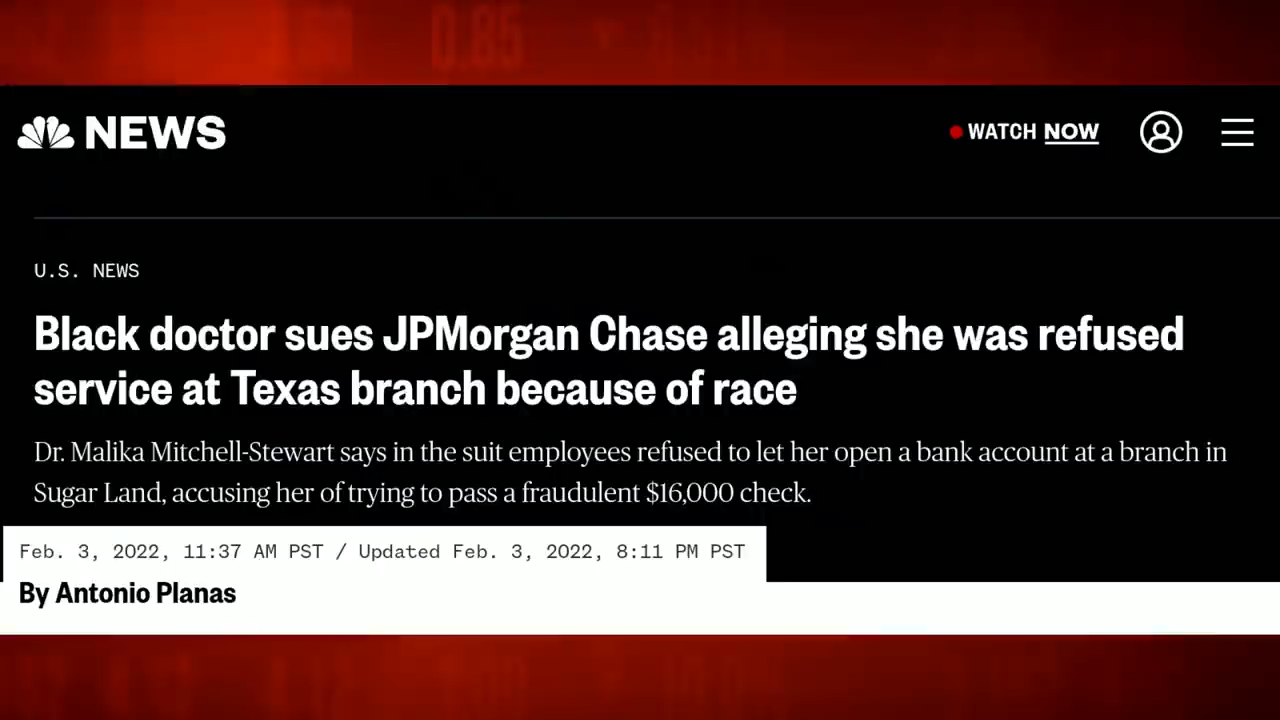 0.85
NEWS
WATCH NOW
U.S. NEWS
Black doctor sues JPMorgan Chase alleging she was refused
service at Texas branch because of race
Dr. Malika Mitchell-Stewart says in the suit employees refused to let her open a bank account at a branch in
Sugar Land, accusing her of trying to pass a fraudulent $16,000 check.
Feb. 3, 2022, 11:37 AM PST / Updated Feb. 3, 2022, 8:11 PM PST
By Antonio Planas